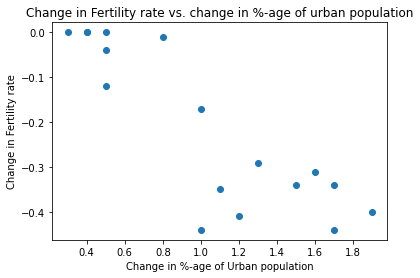 Change in Fertility rate vs. change in %-age of urban population
0.0
−0.1
−0.2
−0.3
−0.4
Change in Fertility rate
0.4 0.6 0.8 1.0 1.2 1.4 1.6 1.8
Change in %-age of Urban population